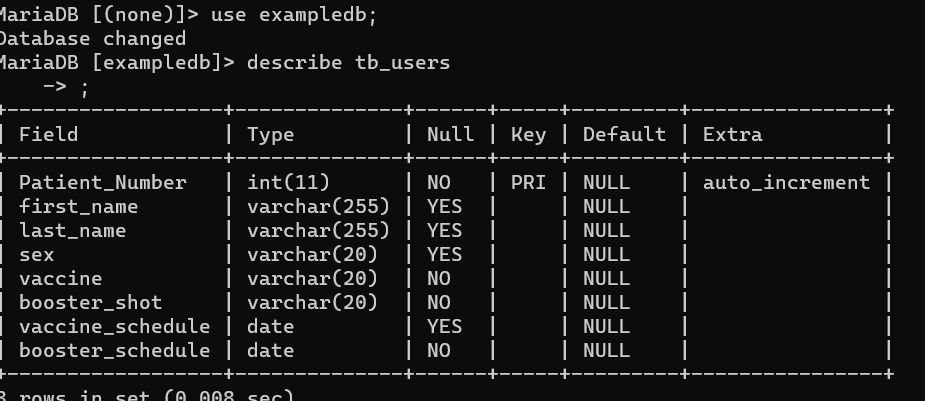 MariaDB [(none)]> use exampledb;
Database changed
MariaDB [exampledb]> describe tb_users
    -> ;
+------------------+--------------+------+-----+---------+----------------+
| Field            | Type         | Null | Key | Default | Extra          |
+------------------+--------------+------+-----+---------+----------------+
| Patient_Number   | int(11)      | NO   | PRI | NULL    | auto_increment |
| first_name       | varchar(255) | YES  |     | NULL    |                |
| last_name        | varchar(255) | YES  |     | NULL    |                |
| sex              | varchar(20)  | YES  |     | NULL    |                |
| vaccine          | varchar(20)  | NO   |     | NULL    |                |
| booster_shot     | varchar(20)  | NO   |     | NULL    |                |
| vaccine_schedule | date         | YES  |     | NULL    |                |
| booster_schedule | date         | NO   |     | NULL    |                |
+------------------+--------------+------+-----+---------+----------------+
8 rows in set (0.008 sec)